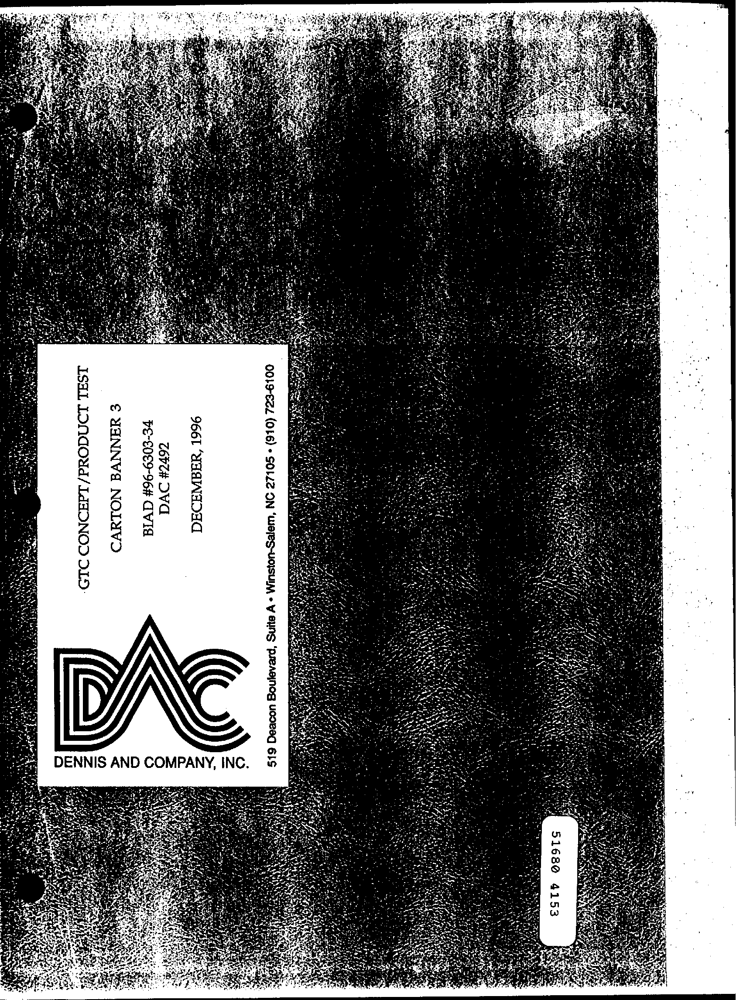 GTC CONCEPT/PRODUCT TEST
CARTON BANNER 3
BIAD #96-6303-34
DAC #2492
DECEMBER, 1996
DAC
DENNIS AND COMPANY, INC.
519 Deacon Boulevard, Suite A • Winston-Salem, NC 27105 • (910) 723-6100
51680 4153